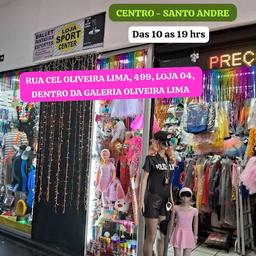 CENTRO - SANTO ANDRE
Das 10 as 19 hrs
BALLET
LOJA
SPORT
CENTER
PREÇ
RUA CEL OLIVEIRA LIMA, 499, LOJA 04,
DENTRO DA GALERIA OLIVEIRA LIMA